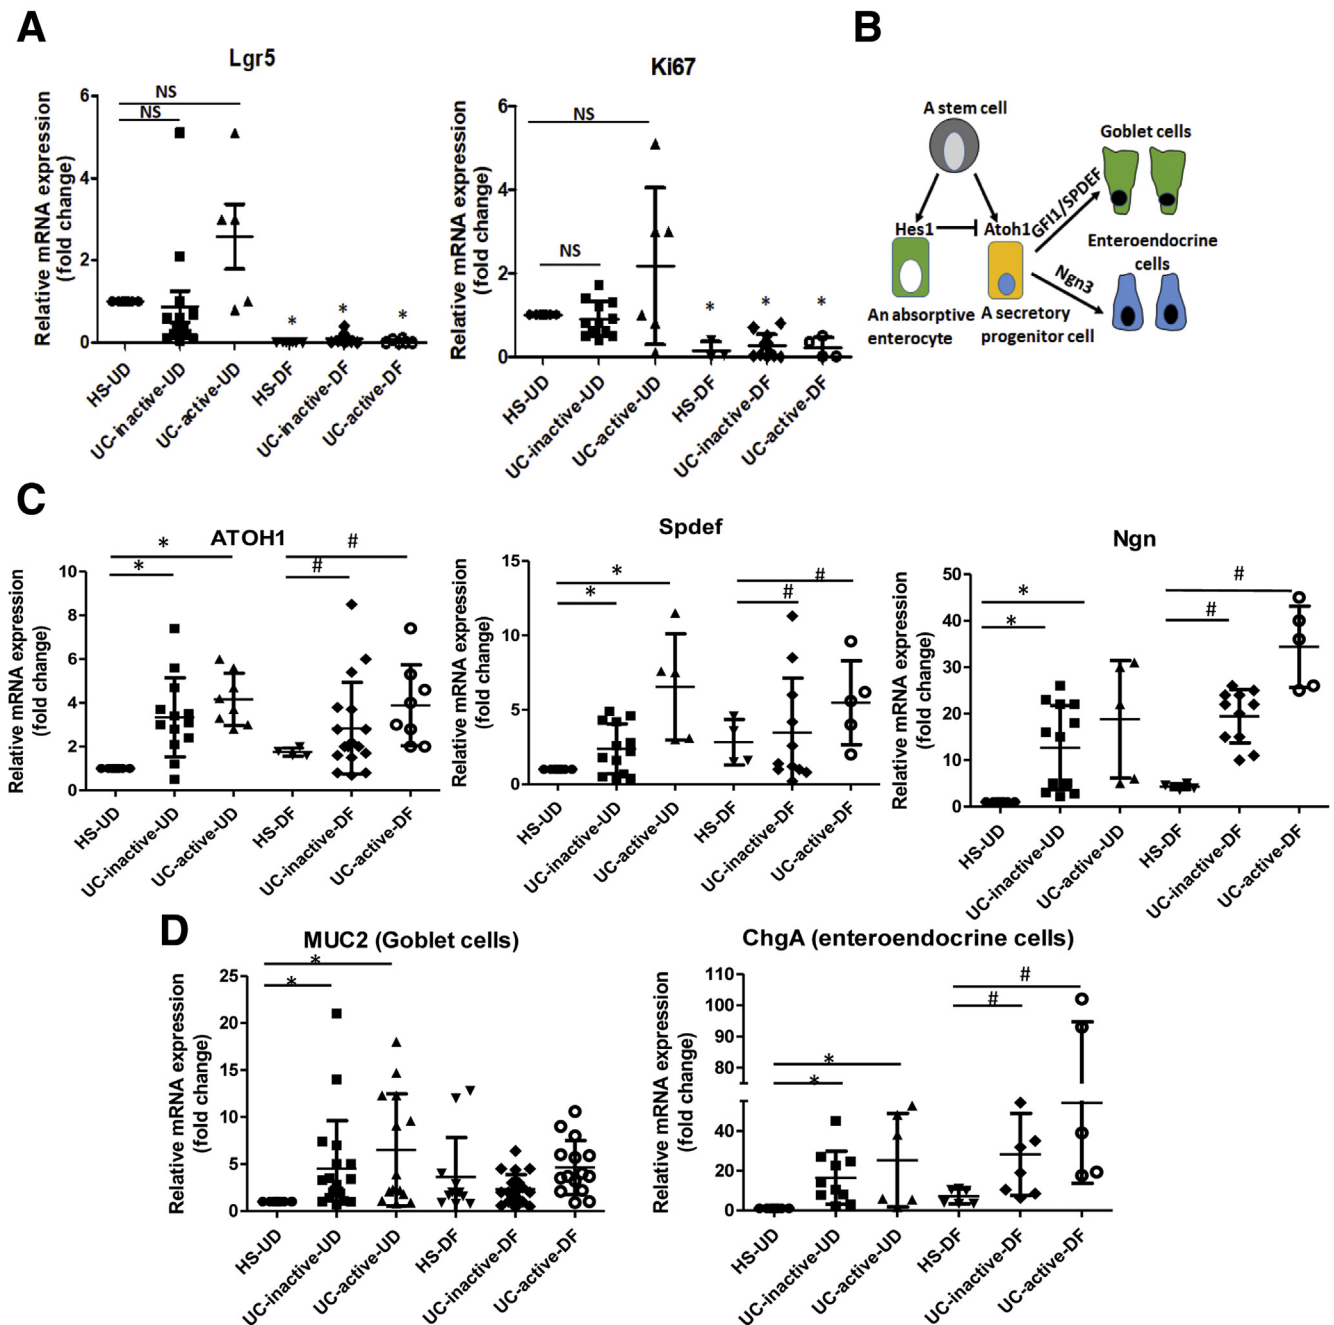 A
Lgr5
Relative mRNA expression
(fold change)
6
4
2
0
NS
NS
*
*
*
HS-UD
UC-inactive-UD
UC-active-UD
HS-DF
UC-inactive-DF
UC-active-DF
Ki67
Relative mRNA expression
(fold change)
6
4
2
0
NS
NS
*
*
*
HS-UD
UC-inactive-UD
UC-active-UD
HS-DF
UC-inactive-DF
UC-active-DF
B
A stem cell
Goblet cells
GFI1/SPDEF
Hes1
Atoh1
Enteroendocrine
cells
Ngn3
An absorptive
enterocyte
A secretory
progenitor cell
C
ATOH1
Relative mRNA expression
(fold change)
10
8
6
4
2
0
*
*
#
#
HS-UD
UC-inactive-UD
UC-active-UD
HS-DF
UC-inactive-DF
UC-active-DF
Spdef
Relative mRNA expression
(fold change)
15
10
5
0
*
*
#
#
HS-UD
UC-inactive-UD
UC-active-UD
HS-DF
UC-inactive-DF
UC-active-DF
Ngn
Relative mRNA expression
(fold change)
50
40
30
20
10
0
*
*
#
#
HS-UD
UC-inactive-UD
UC-active-UD
HS-DF
UC-inactive-DF
UC-active-DF
D
MUC2 (Goblet cells)
Relative mRNA expression
(fold change)
25
20
15
10
5
0
*
*
HS-UD
UC-inactive-UD
UC-active-UD
HS-DF
UC-inactive-DF
UC-active-DF
ChgA (enteroendocrine cells)
Relative mRNA expression
(fold change)
110
100
90
80
40
20
0
*
*
#
#
HS-UD
UC-inactive-UD
UC-active-UD
HS-DF
UC-inactive-DF
UC-active-DF